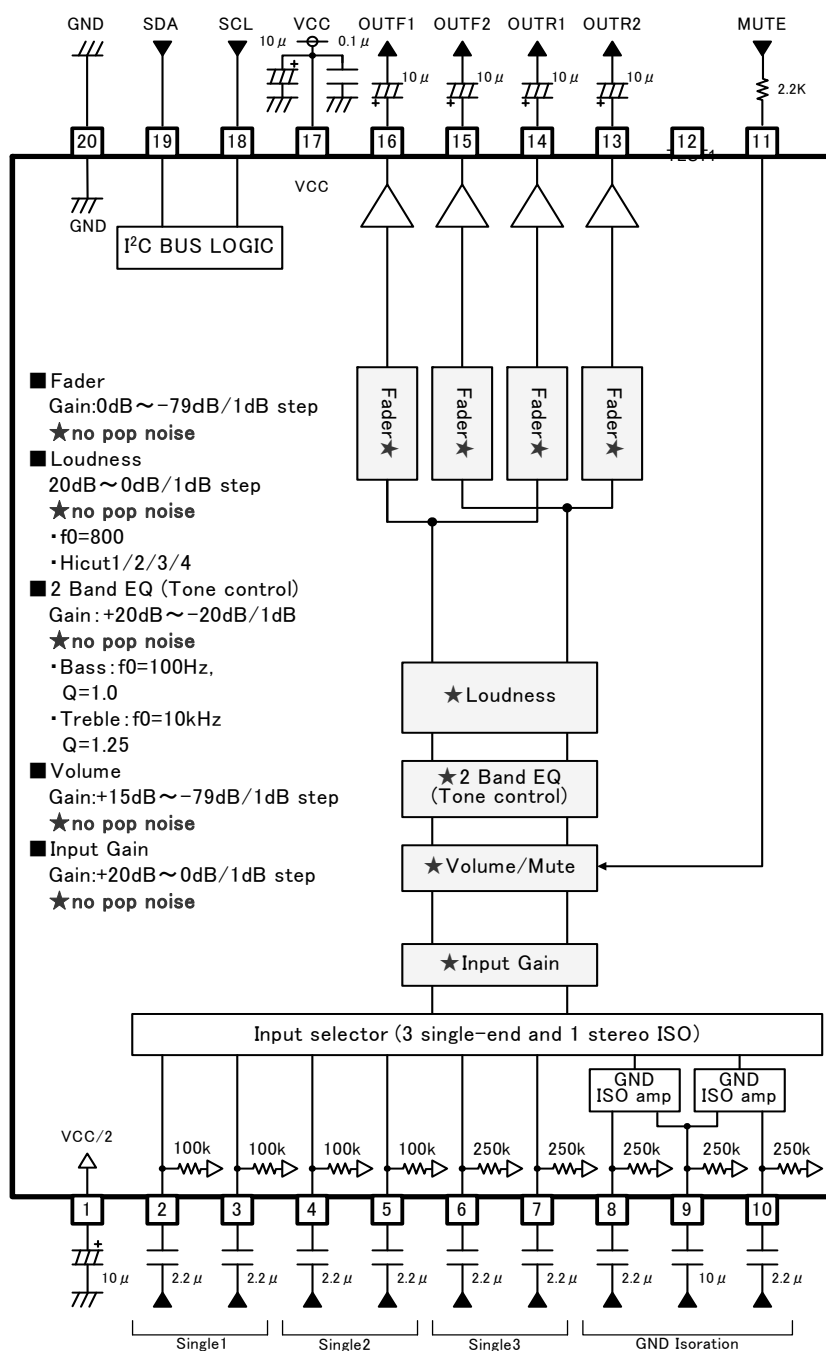 GND SDA SCL VCC OUTF1 OUTF2 OUTR1 OUTR2 MUTE
10μ 0.1μ
10μ 10μ 10μ 10μ
2.2K
20 19 18 17 16 15 14 13 12 11
VCC
GND
I²C BUS LOGIC
Fader★ Fader★ Fader★ Fader★
■Fader
Gain:0dB～-79dB/1dB step
★no pop noise
■Loudness
20dB～0dB/1dB step
★no pop noise
・f0=800
・Hicut1/2/3/4
■2 Band EQ (Tone control)
Gain:+20dB～-20dB/1dB
★no pop noise
・Bass:f0=100Hz,
Q=1.0
・Treble:f0=10kHz
Q=1.25
■Volume
Gain:+15dB～-79dB/1dB step
★no pop noise
■Input Gain
Gain:+20dB～0dB/1dB step
★no pop noise
★Loudness
★2 Band EQ
(Tone control)
★Volume/Mute
★Input Gain
Input selector (3 single-end and 1 stereo ISO)
GND
ISO amp
GND
ISO amp
VCC/2
100k 100k 100k 100k 250k 250k 250k 250k 250k
1 2 3 4 5 6 7 8 9 10
10μ 2.2μ 2.2μ 2.2μ 2.2μ 2.2μ 2.2μ 2.2μ 10μ 2.2μ
Single1 Single2 Single3 GND Isoration